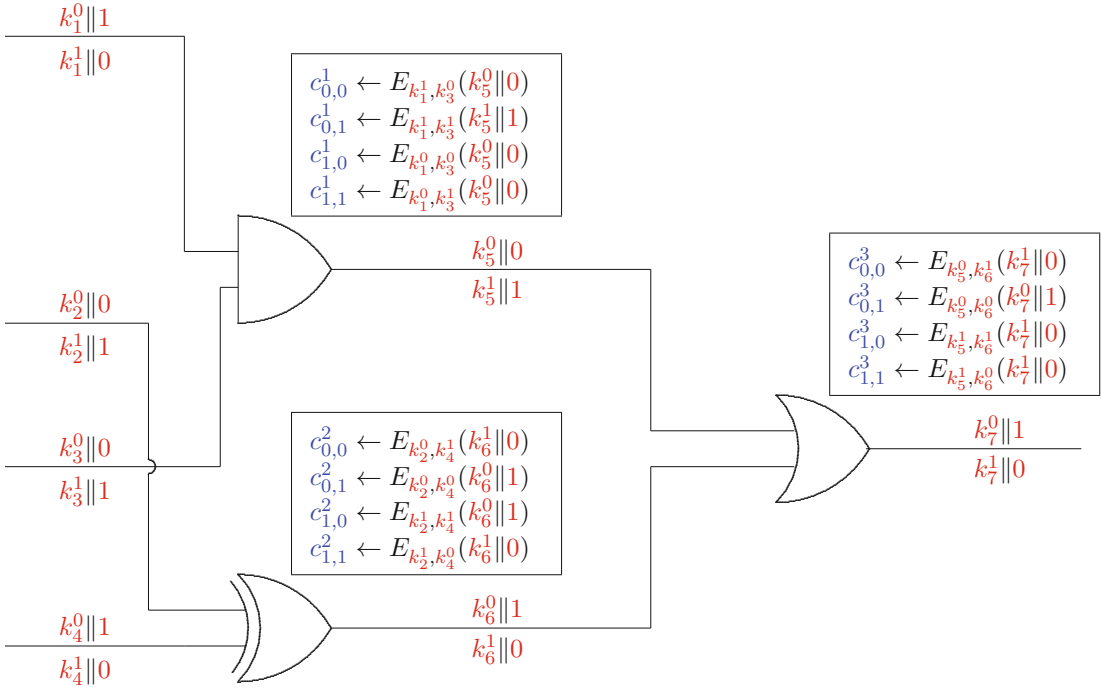 k_1^0‖1
k_1^1‖0
c_{0,0}^1 ← E_{k_1^1,k_3^0}(k_5^0‖0)
c_{0,1}^1 ← E_{k_1^1,k_3^1}(k_5^1‖1)
c_{1,0}^1 ← E_{k_1^0,k_3^0}(k_5^0‖0)
c_{1,1}^1 ← E_{k_1^0,k_3^1}(k_5^0‖0)
k_2^0‖0
k_2^1‖1
k_5^0‖0
k_5^1‖1
c_{0,0}^3 ← E_{k_5^0,k_6^1}(k_7^1‖0)
c_{0,1}^3 ← E_{k_5^0,k_6^0}(k_7^0‖1)
c_{1,0}^3 ← E_{k_5^1,k_6^1}(k_7^1‖0)
c_{1,1}^3 ← E_{k_5^1,k_6^0}(k_7^1‖0)
k_3^0‖0
k_3^1‖1
c_{0,0}^2 ← E_{k_2^0,k_4^1}(k_6^1‖0)
c_{0,1}^2 ← E_{k_2^0,k_4^0}(k_6^0‖1)
c_{1,0}^2 ← E_{k_2^1,k_4^1}(k_6^0‖1)
c_{1,1}^2 ← E_{k_2^1,k_4^0}(k_6^1‖0)
k_7^0‖1
k_7^1‖0
k_4^0‖1
k_4^1‖0
k_6^0‖1
k_6^1‖0